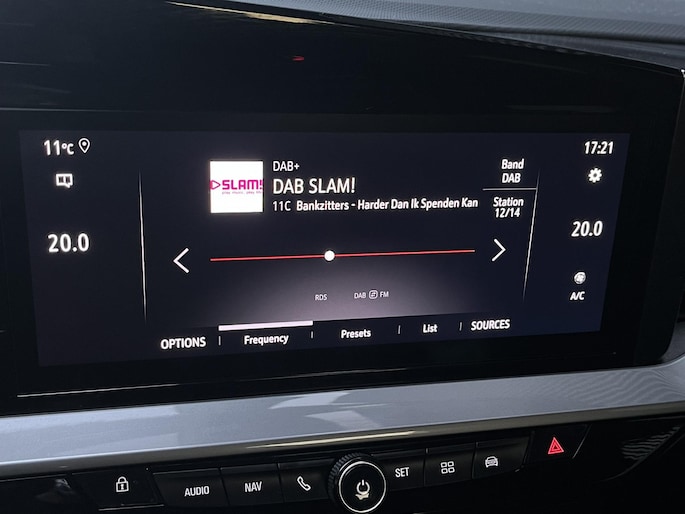 11°C
17:21
DAB+
Band
DAB
SLAM!
DAB SLAM!
11C Bankzitters - Harder Dan Ik Spenden Kan
Station
12/14
20.0
20.0
RDS
DAB FM
A/C
OPTIONS
Frequency
Presets
List
SOURCES
AUDIO
NAV
SET